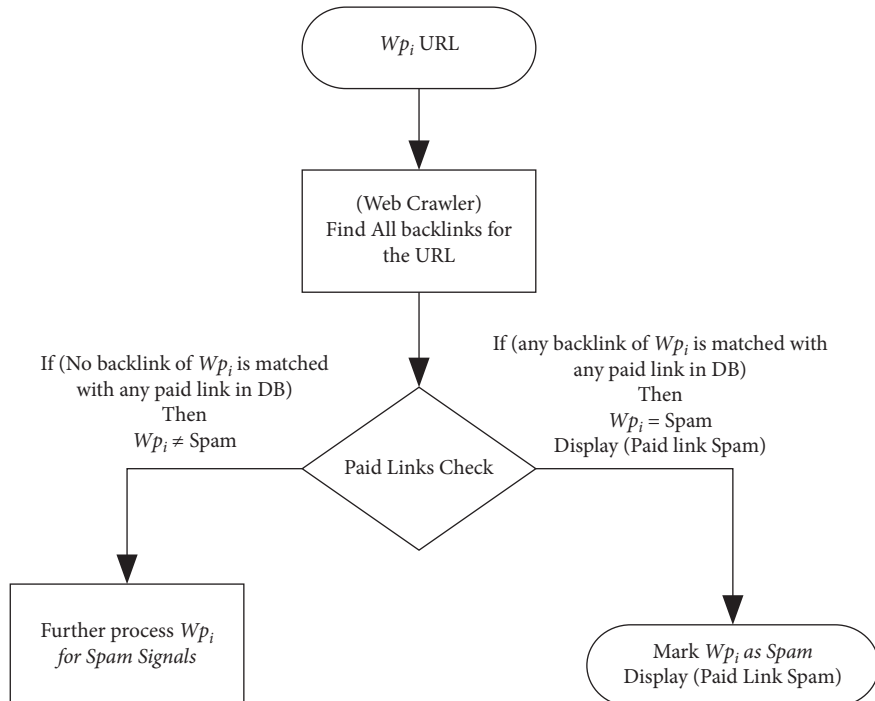 Wpi URL
(Web Crawler)
Find All backlinks for
the URL
If (No backlink of Wpi is matched
with any paid link in DB)
Then
Wpi ≠ Spam
If (any backlink of Wpi is matched with
any paid link in DB)
Then
Wpi = Spam
Display (Paid link Spam)
Paid Links Check
Further process Wpi
for Spam Signals
Mark Wpi as Spam
Display (Paid Link Spam)